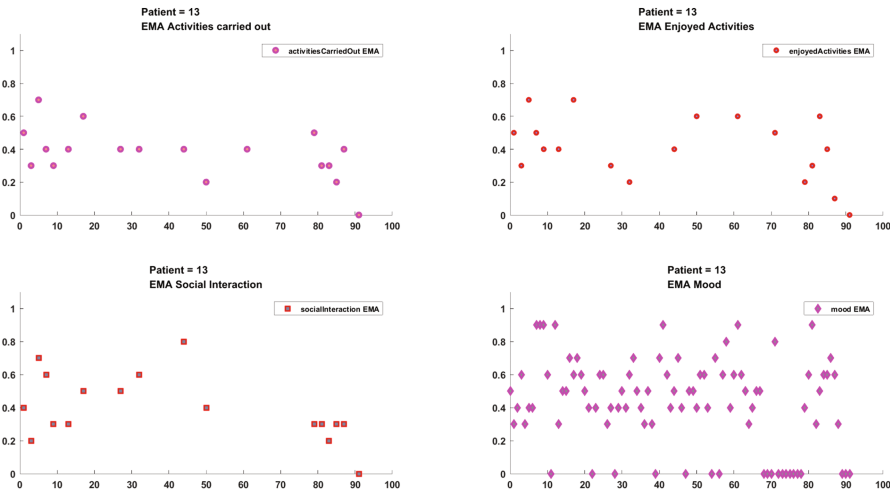 Patient = 13
EMA Activities carried out
activitiesCarriedOut EMA
1
0.8
0.6
0.4
0.2
0
0 10 20 30 40 50 60 70 80 90 100
Patient = 13
EMA Enjoyed Activities
enjoyedActivities EMA
1
0.8
0.6
0.4
0.2
0
0 10 20 30 40 50 60 70 80 90 100
Patient = 13
EMA Social Interaction
socialInteraction EMA
1
0.8
0.6
0.4
0.2
0
0 10 20 30 40 50 60 70 80 90 100
Patient = 13
EMA Mood
mood EMA
1
0.8
0.6
0.4
0.2
0
0 10 20 30 40 50 60 70 80 90 100